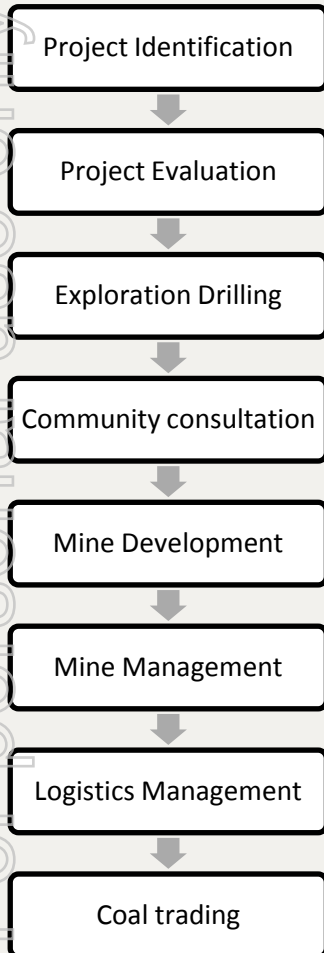 Project Identification
Project Evaluation
Exploration Drilling
Community consultation
Mine Development
Mine Management
Logistics Management
Coal trading